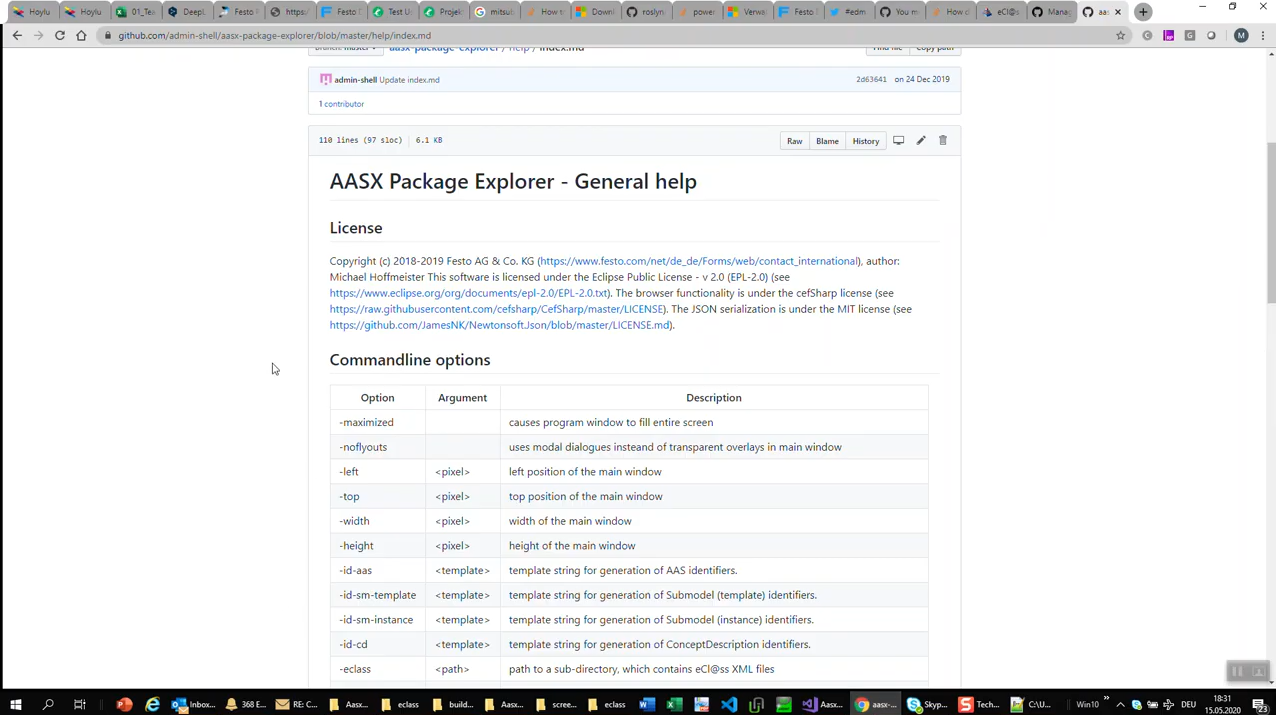 Hoylu Hoylu 01_Tea DeepL Festo https: Festo Test Up Projek mitsub How to Down roslyn power Verwa Festo #edm You m How d eCl@s Manag aas
github.com/admin-shell/aasx-package-explorer/blob/master/help/index.md M
Branch: master aasx-package-explorer / help / index.md Find file Copy path
admin-shell Update index.md 2d63641 on 24 Dec 2019
1 contributor
110 lines (97 sloc) 6.1 KB Raw Blame History
AASX Package Explorer - General help
License
Copyright (c) 2018-2019 Festo AG & Co. KG (https://www.festo.com/net/de_de/Forms/web/contact_international), author:
Michael Hoffmeister This software is licensed under the Eclipse Public License - v 2.0 (EPL-2.0) (see
https://www.eclipse.org/org/documents/epl-2.0/EPL-2.0.txt). The browser functionality is under the cefSharp license (see
https://raw.githubusercontent.com/cefsharp/CefSharp/master/LICENSE). The JSON serialization is under the MIT license (see
https://github.com/JamesNK/Newtonsoft.Json/blob/master/LICENSE.md).
Commandline options
Option Argument Description
-maximized causes program window to fill entire screen
-noflyouts uses modal dialogues insteand of transparent overlays in main window
-left <pixel> left position of the main window
-top <pixel> top position of the main window
-width <pixel> width of the main window
-height <pixel> height of the main window
-id-aas <template> template string for generation of AAS identifiers.
-id-sm-template <template> template string for generation of Submodel (template) identifiers.
-id-sm-instance <template> template string for generation of Submodel (instance) identifiers.
-id-cd <template> template string for generation of ConceptDescription identifiers.
-eclass <path> path to a sub-directory, which contains eCl@ss XML files
Inbox... 368 E... RE: C... Aasx... eclass build... Aasx... scree... eclass Aasx... aasx-... Skyp... Tech... C:\U... Win10 DEU 18:31
15.05.2020